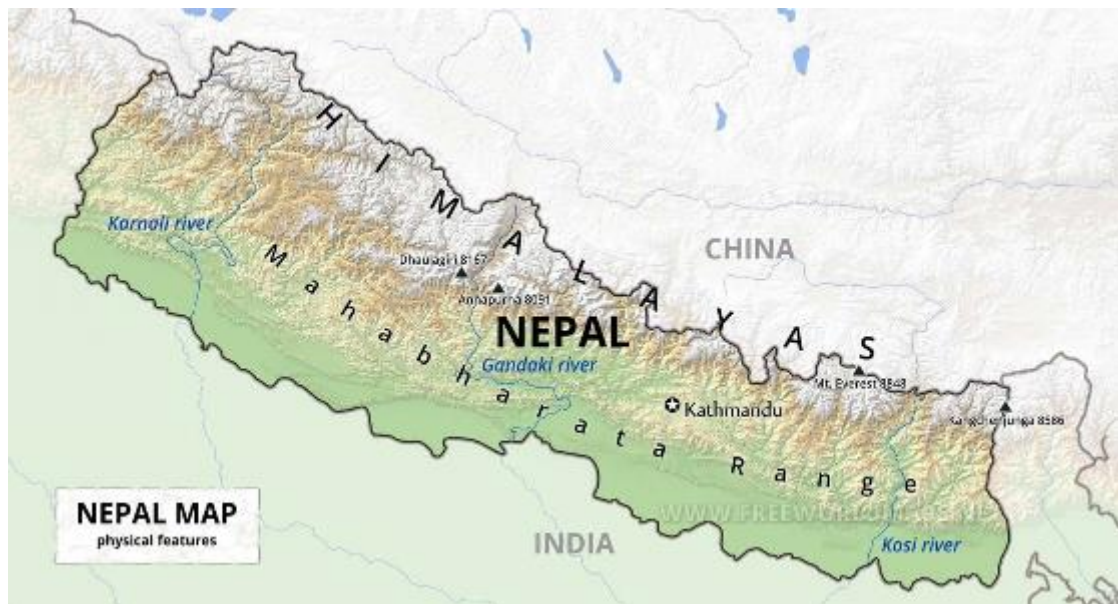 HIMALAYAS
Karnali river
CHINA
Mahabharata Range
Dhaulagiri 8167
Annapurna 8091
NEPAL
Gandaki river
Mt. Everest 8848
Kathmandu
Kangchenjunga 8586
NEPAL MAP
physical features
INDIA
Kosi river